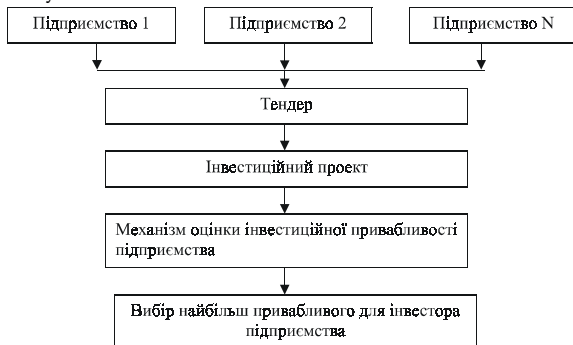 Підприємство 1 Підприємство 2 Підприємство N
Тендер
Інвестиційний проект
Механізм оцінки інвестиційної привабливості
підприємства
Вибір найбільш привабливого для інвестора
підприємства